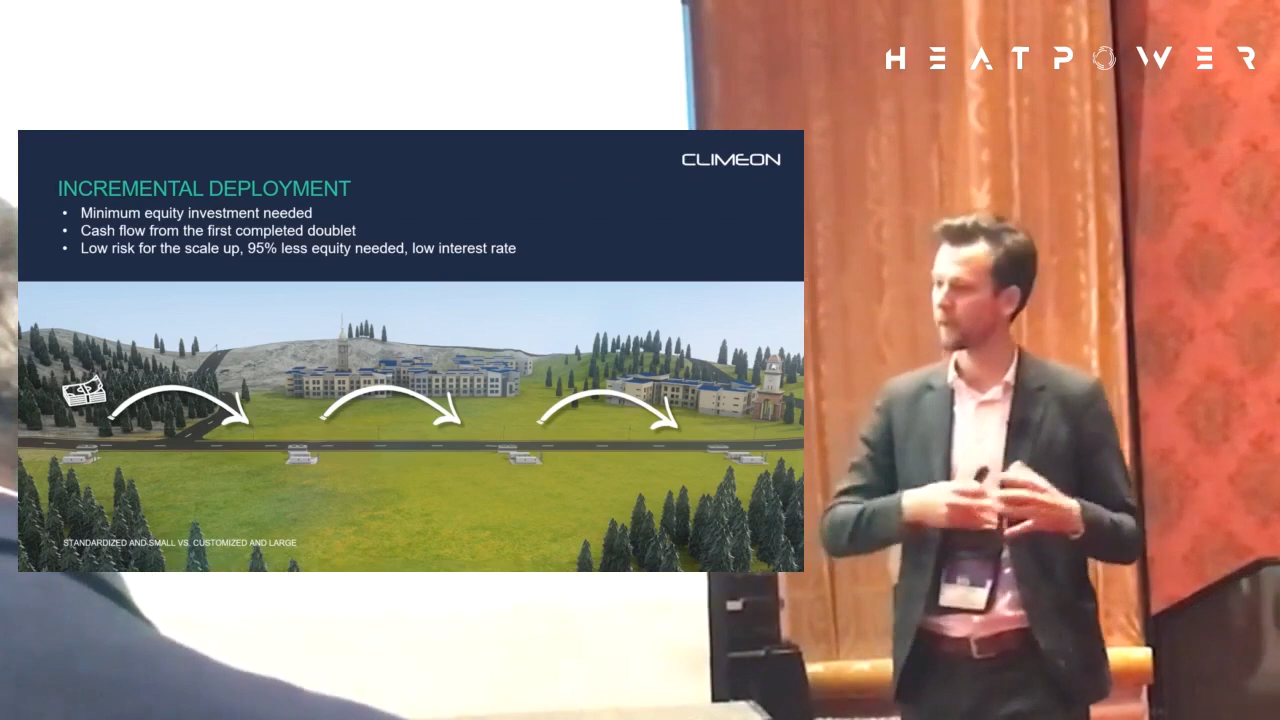 HEATPOWER
CLIMEON
INCREMENTAL DEPLOYMENT
• Minimum equity investment needed
• Cash flow from the first completed doublet
• Low risk for the scale up, 95% less equity needed, low interest rate
STANDARDIZED AND SMALL VS. CUSTOMIZED AND LARGE